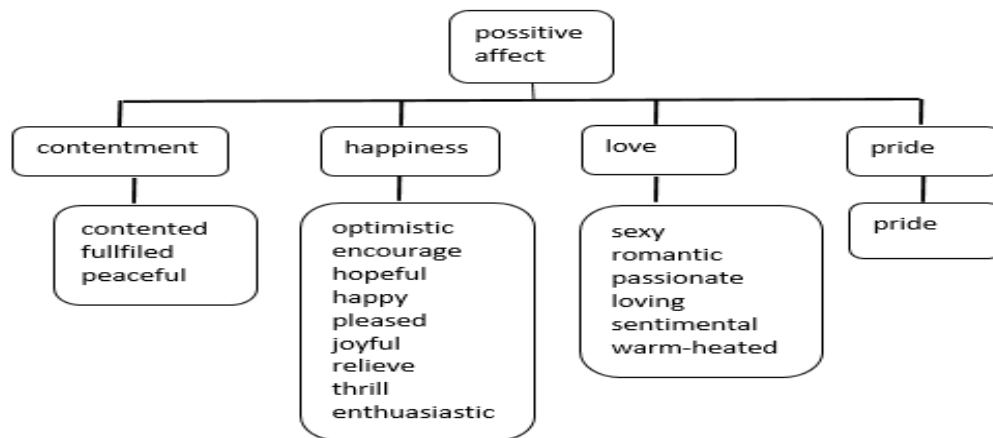 possitive
affect
contentment
happiness
love
pride
contented
fullfiled
peaceful
optimistic
encourage
hopeful
happy
pleased
joyful
relieve
thrill
enthuasiastic
sexy
romantic
passionate
loving
sentimental
warm-heated
pride